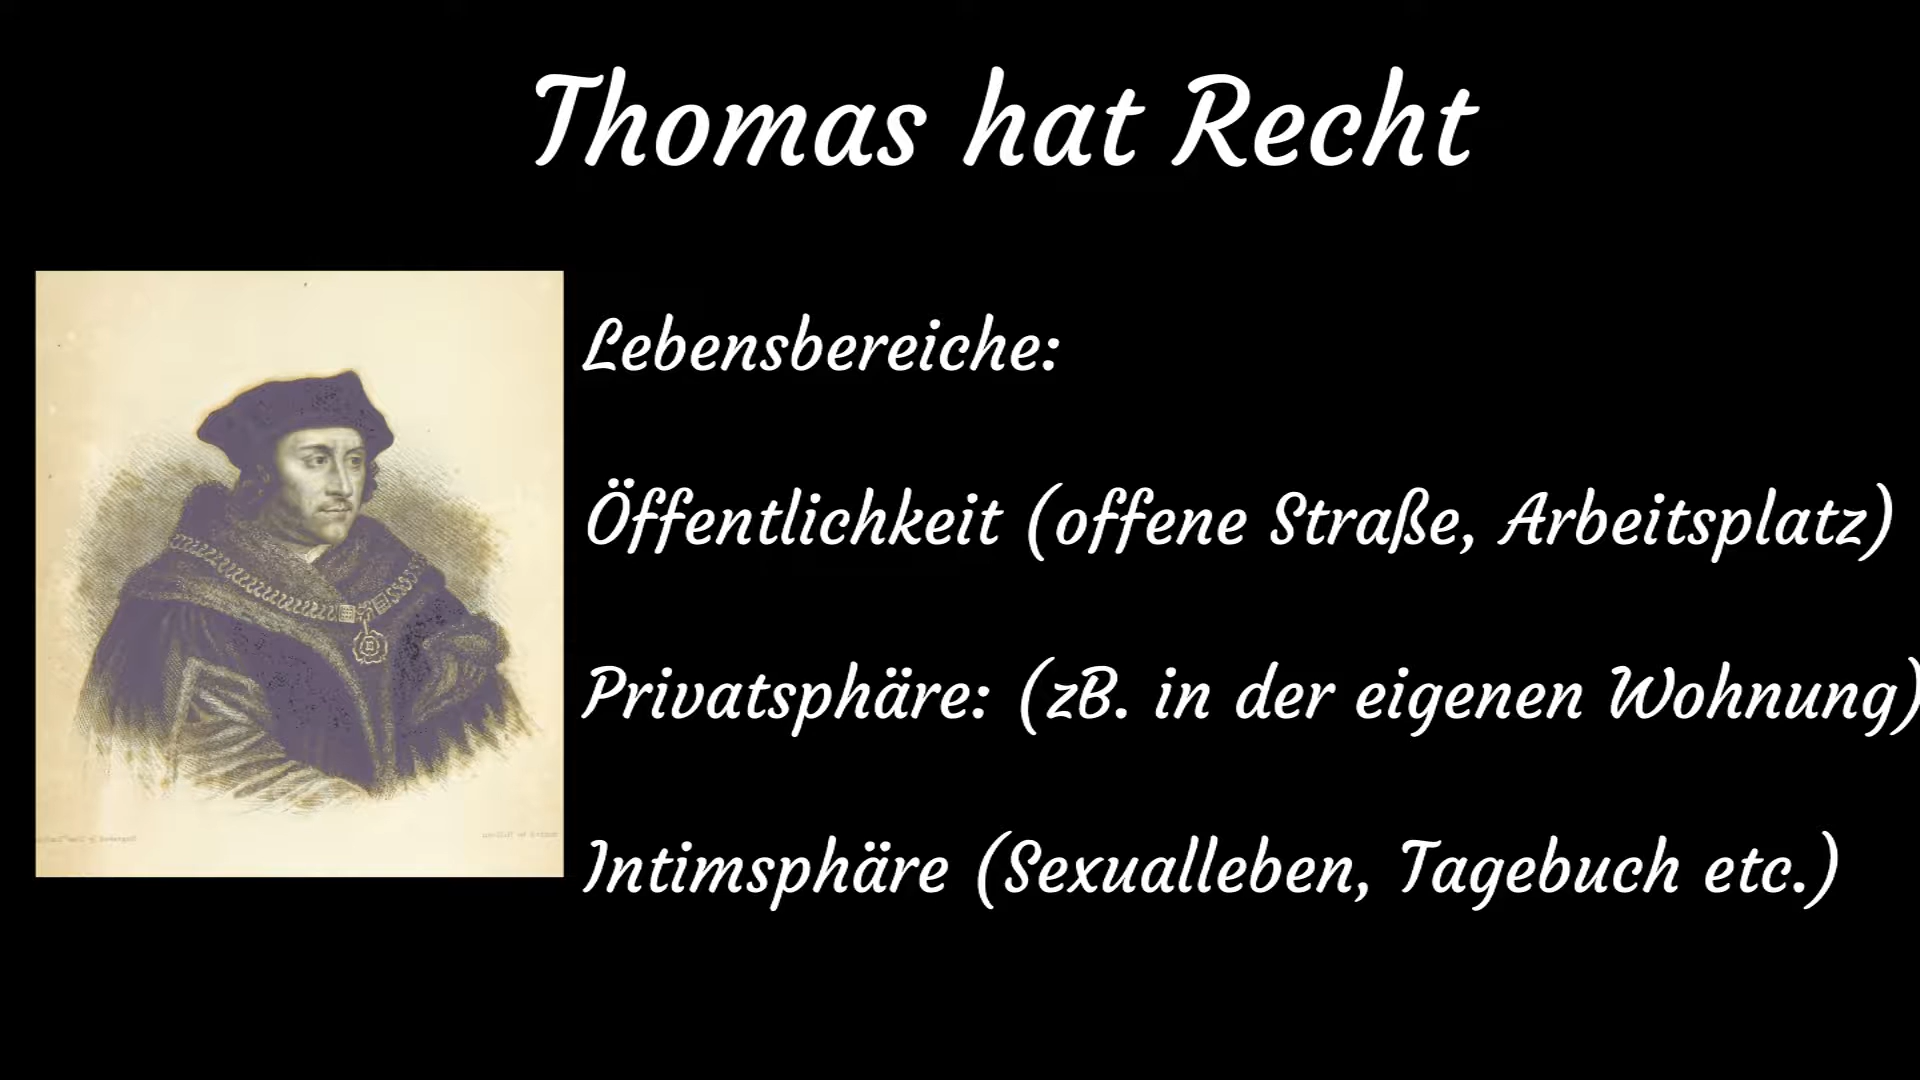 Thomas hat Recht
Lebensbereiche:
Öffentlichkeit (offene Straße, Arbeitsplatz)
Privatsphäre: (zB. in der eigenen Wohnung)
Intimsphäre (Sexualleben, Tagebuch etc.)